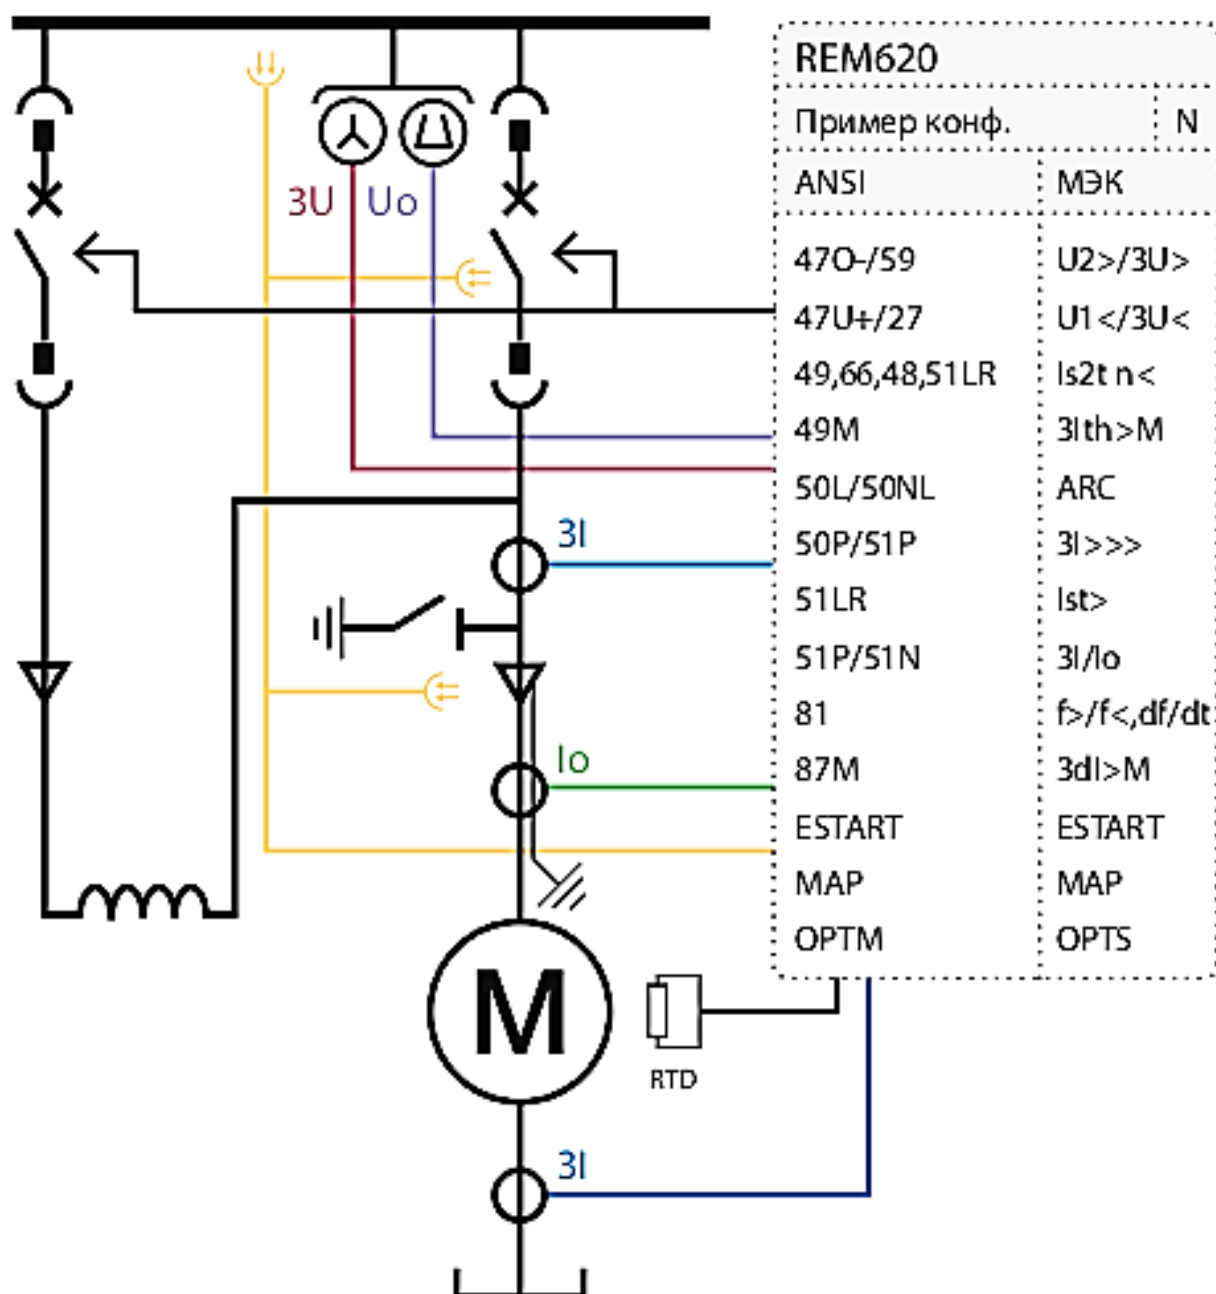 REM620
Пример конф. N
ANSI МЭК
3U Uo
47O-/59 U2>/3U>
47U+/27 U1</3U<
49,66,48,51LR Is2t n<
49M 3Ith>M
50L/50NL ARC
3I
50P/51P 3I>>>
51LR Ist>
51P/51N 3I/Io
81 f>/f<,df/dt
Io
87M 3dI>M
ESTART ESTART
MAP MAP
OPTM OPTS
M
RTD
3I